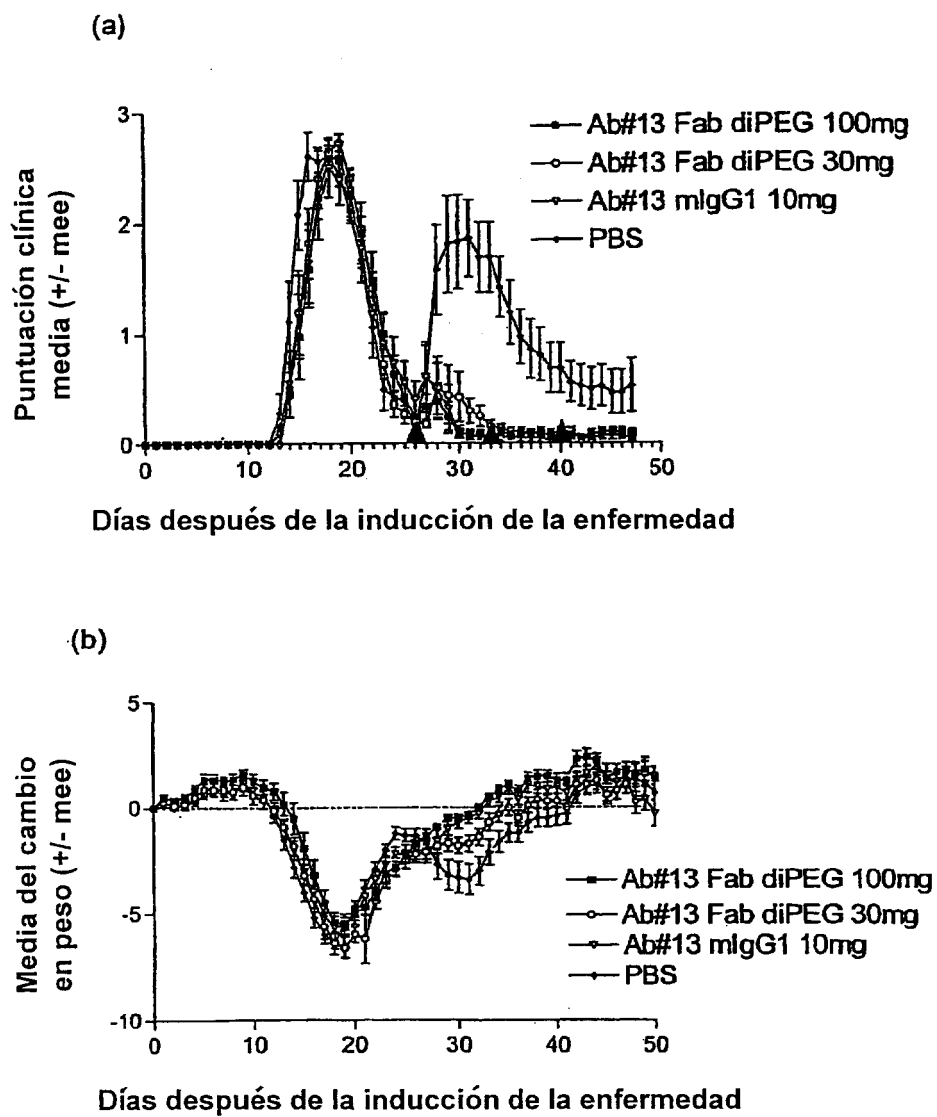 (a)
3
2
1
0
Puntuación clínica
media (+/- mee)
Ab#13 Fab diPEG 100mg
Ab#13 Fab diPEG 30mg
Ab#13 mIgG1 10mg
PBS
0 10 20 30 40 50
Días después de la inducción de la enfermedad
(b)
5
0
-5
-10
Media del cambio
en peso (+/- mee)
Ab#13 Fab diPEG 100mg
Ab#13 Fab diPEG 30mg
Ab#13 mIgG1 10mg
PBS
0 10 20 30 40 50
Días después de la inducción de la enfermedad